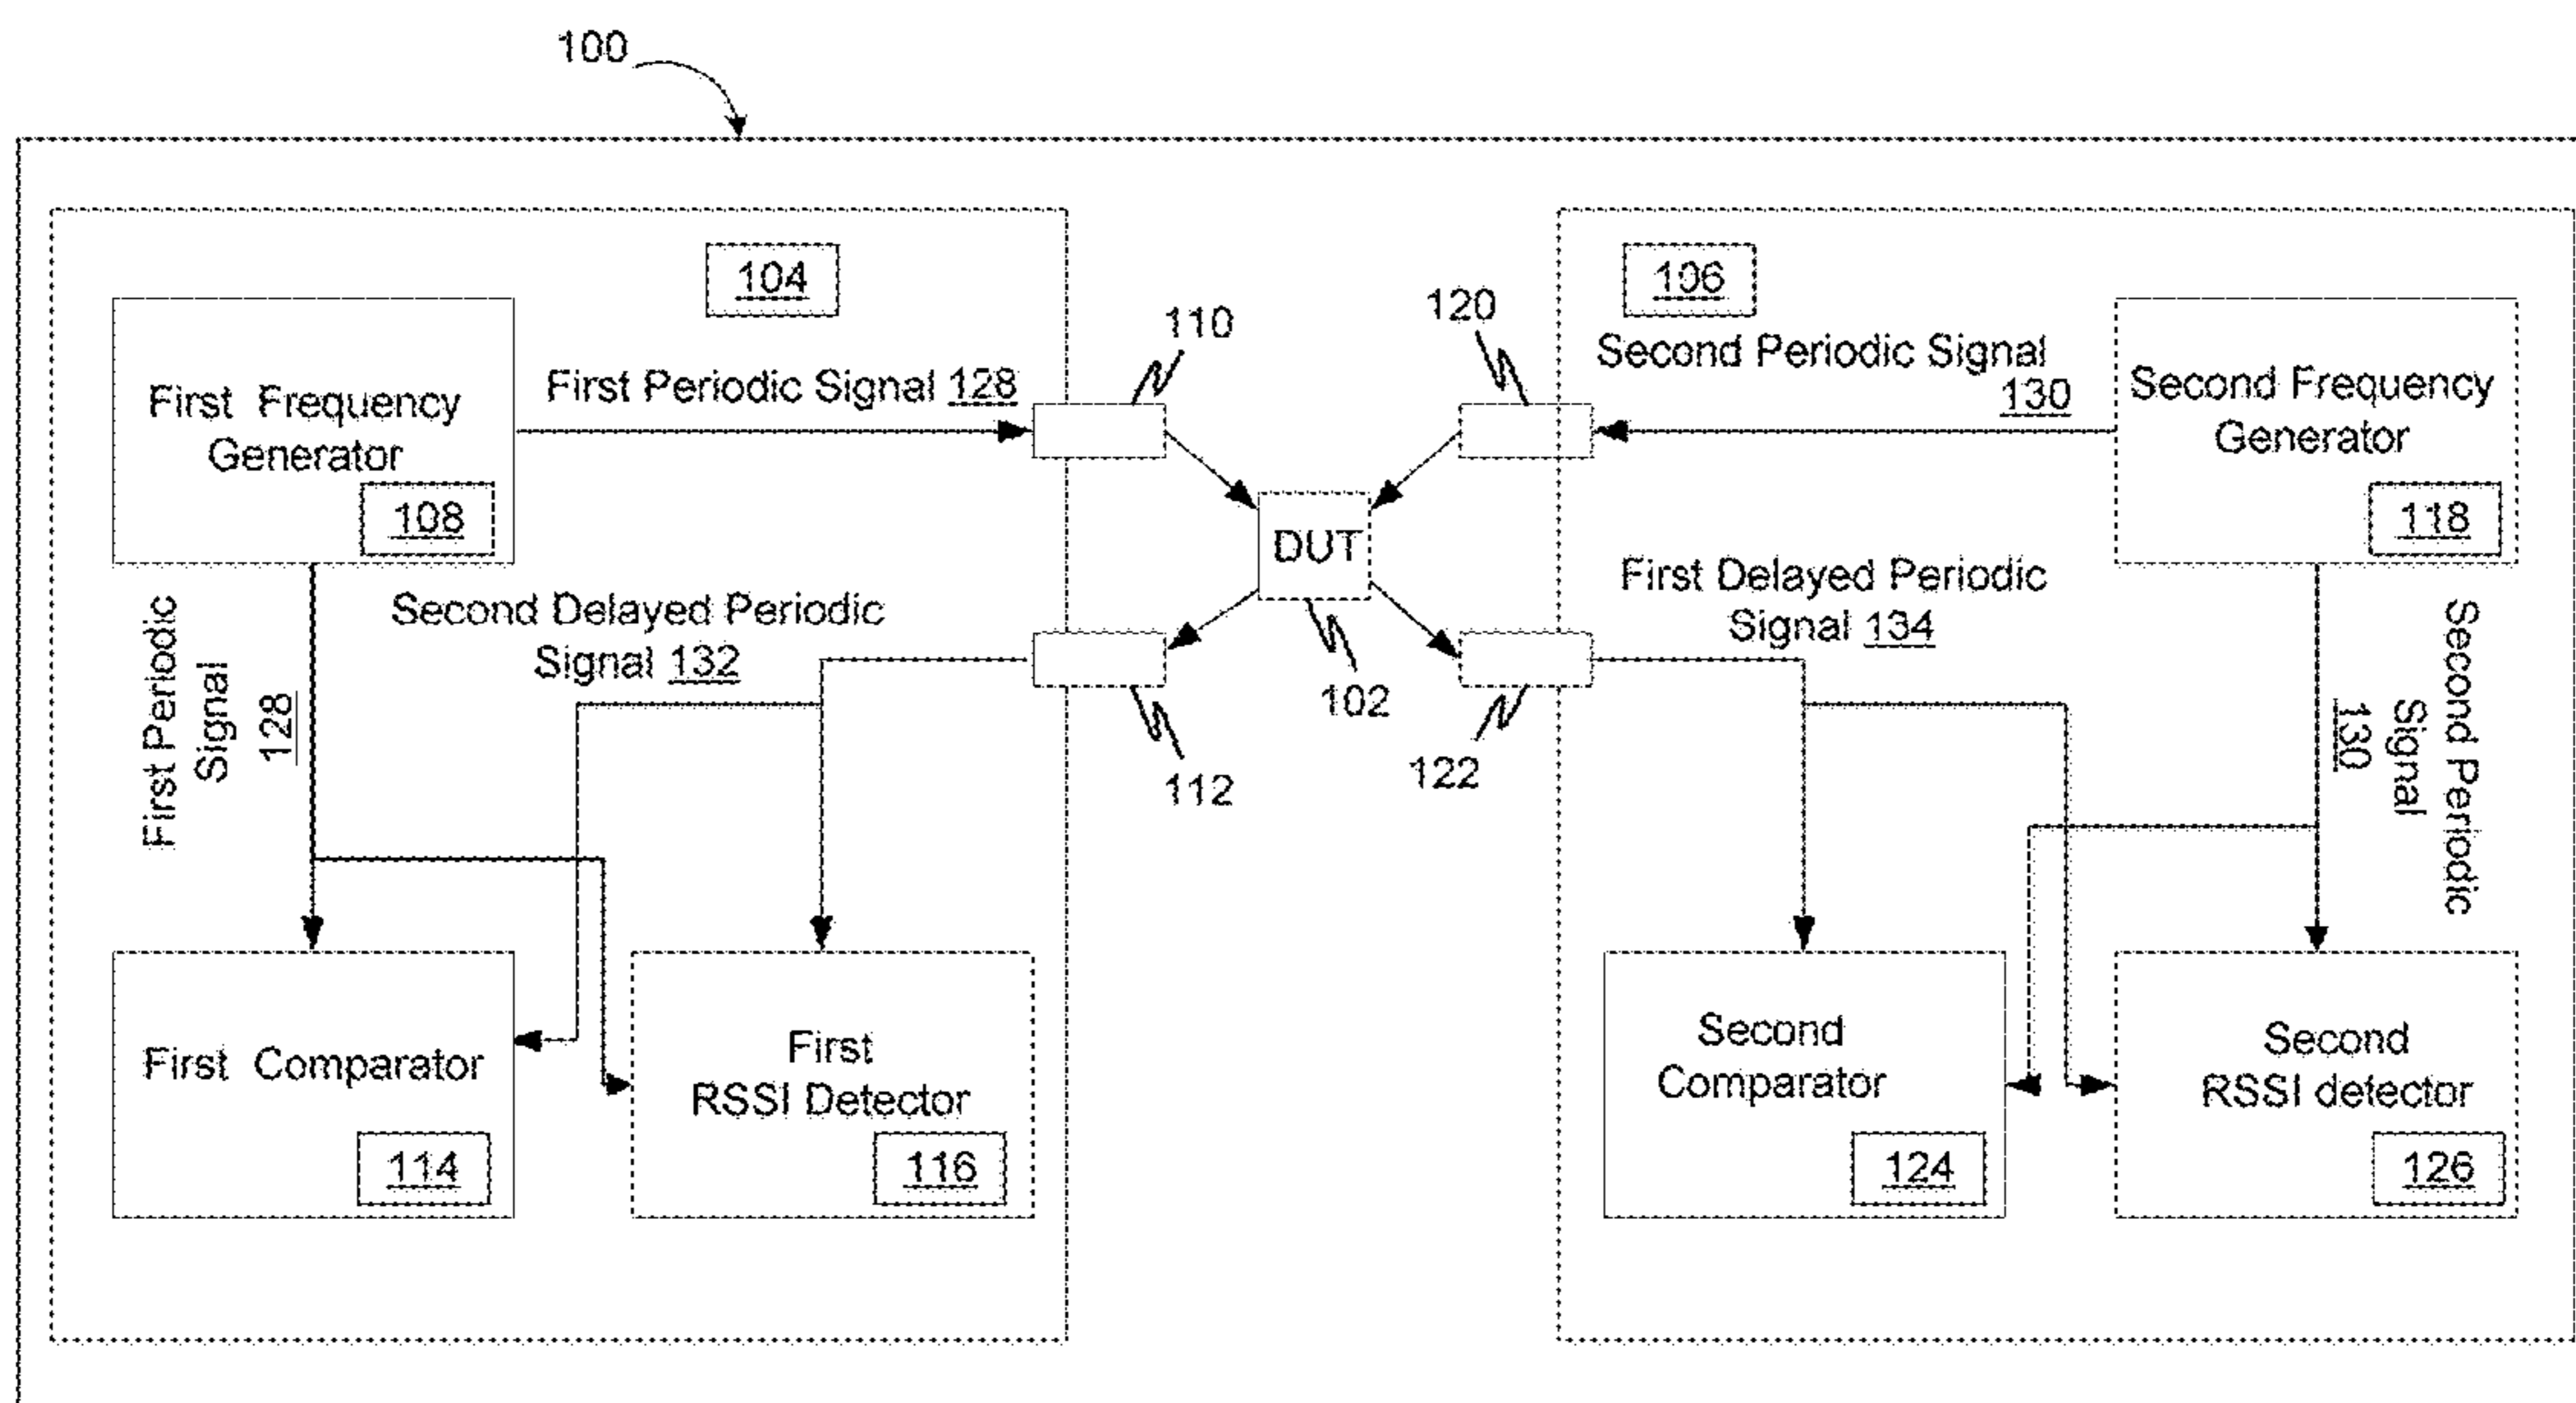 100
104
106
110
120
First Periodic Signal 128
Second Periodic Signal
130
First Frequency
Generator
108
Second Frequency
Generator
118
DUT
102
Second Delayed Periodic
Signal 132
First Delayed Periodic
Signal 134
112
122
First Periodic
Signal
128
Second Periodic
Signal
130
First Comparator
114
First
RSSI Detector
116
Second
Comparator
124
Second
RSSI detector
126